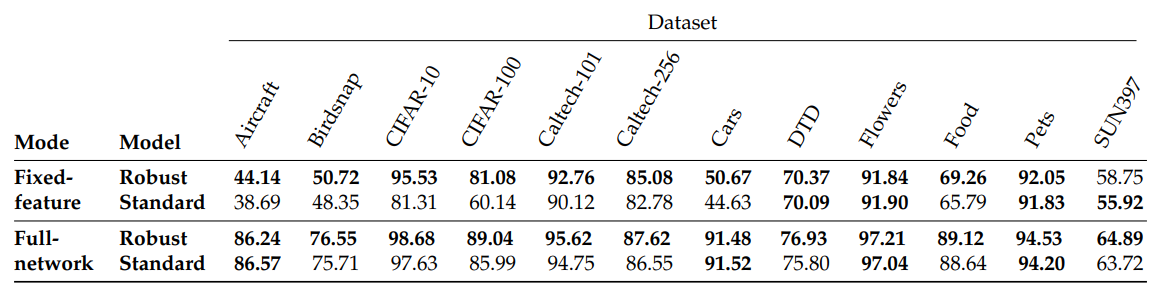 Dataset
Aircraft Birdsnap CIFAR-10 CIFAR-100 Caltech-101 Caltech-256 Cars DTD Flowers Food Pets SUN397
Mode Model
Fixed- Robust 44.14 50.72 95.53 81.08 92.76 85.08 50.67 70.37 91.84 69.26 92.05 58.75
feature Standard 38.69 48.35 81.31 60.14 90.12 82.78 44.63 70.09 91.90 65.79 91.83 55.92
Full- Robust 86.24 76.55 98.68 89.04 95.62 87.62 91.48 76.93 97.21 89.12 94.53 64.89
network Standard 86.57 75.71 97.63 85.99 94.75 86.55 91.52 75.80 97.04 88.64 94.20 63.72